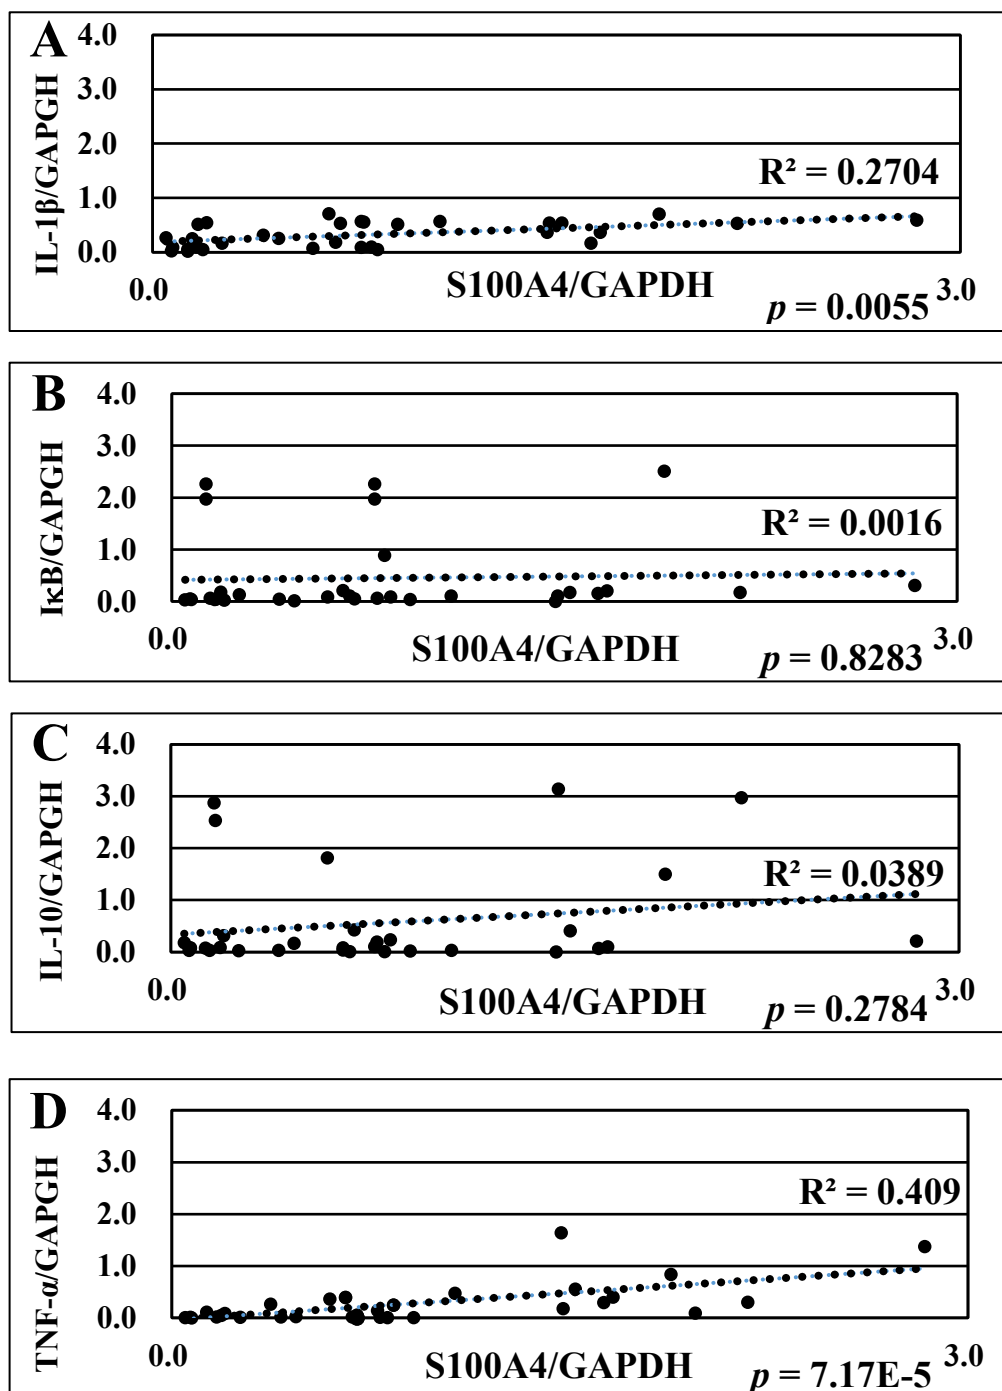 A
IL-1β/GAPGH
4.0
3.0
2.0
1.0
0.0
R² = 0.2704
0.0
S100A4/GAPDH
3.0
p = 0.0055
B
IκB/GAPGH
4.0
3.0
2.0
1.0
0.0
R² = 0.0016
0.0
S100A4/GAPDH
3.0
p = 0.8283
C
IL-10/GAPGH
4.0
3.0
2.0
1.0
0.0
R² = 0.0389
0.0
S100A4/GAPDH
3.0
p = 0.2784
D
TNF-α/GAPGH
4.0
3.0
2.0
1.0
0.0
R² = 0.409
0.0
S100A4/GAPDH
3.0
p = 7.17E-5